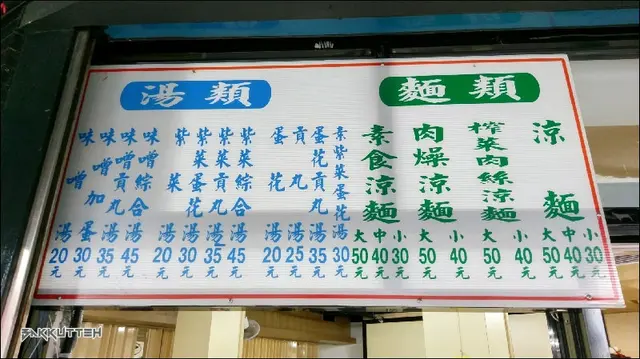 湯類
味噌湯20元
味噌加蛋30元
味噌貢丸湯35元
味噌綜合湯45元
紫菜湯20元
紫菜蛋花湯30元
紫菜貢丸湯35元
紫菜綜合湯45元
蛋花湯20元
貢丸湯25元
蛋花貢丸湯35元
素紫菜蛋花湯30元
麵類
素食涼麵
大50元
中40元
小30元
肉燥涼麵
大50元
小40元
榨菜肉絲涼麵
大50元
小40元
涼麵
大50元
中40元
小30元
PAKKUTTEH